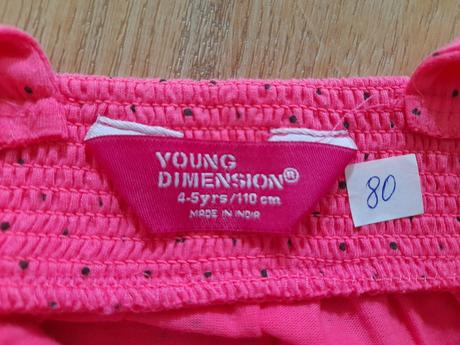 YOUNG
DIMENSION®
4-5yrs/110 cm
MADE IN INDIA
80